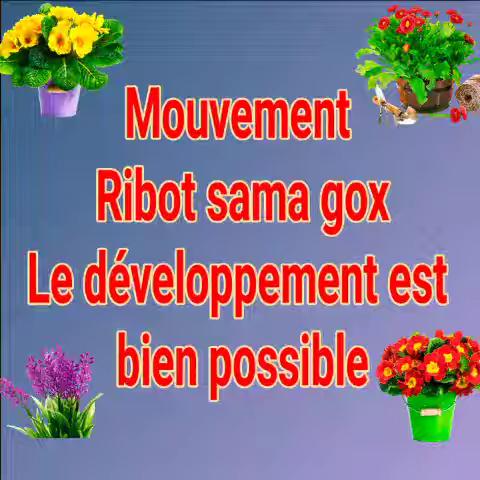 Mouvement
Ribot sama gox
Le développement est
bien possible